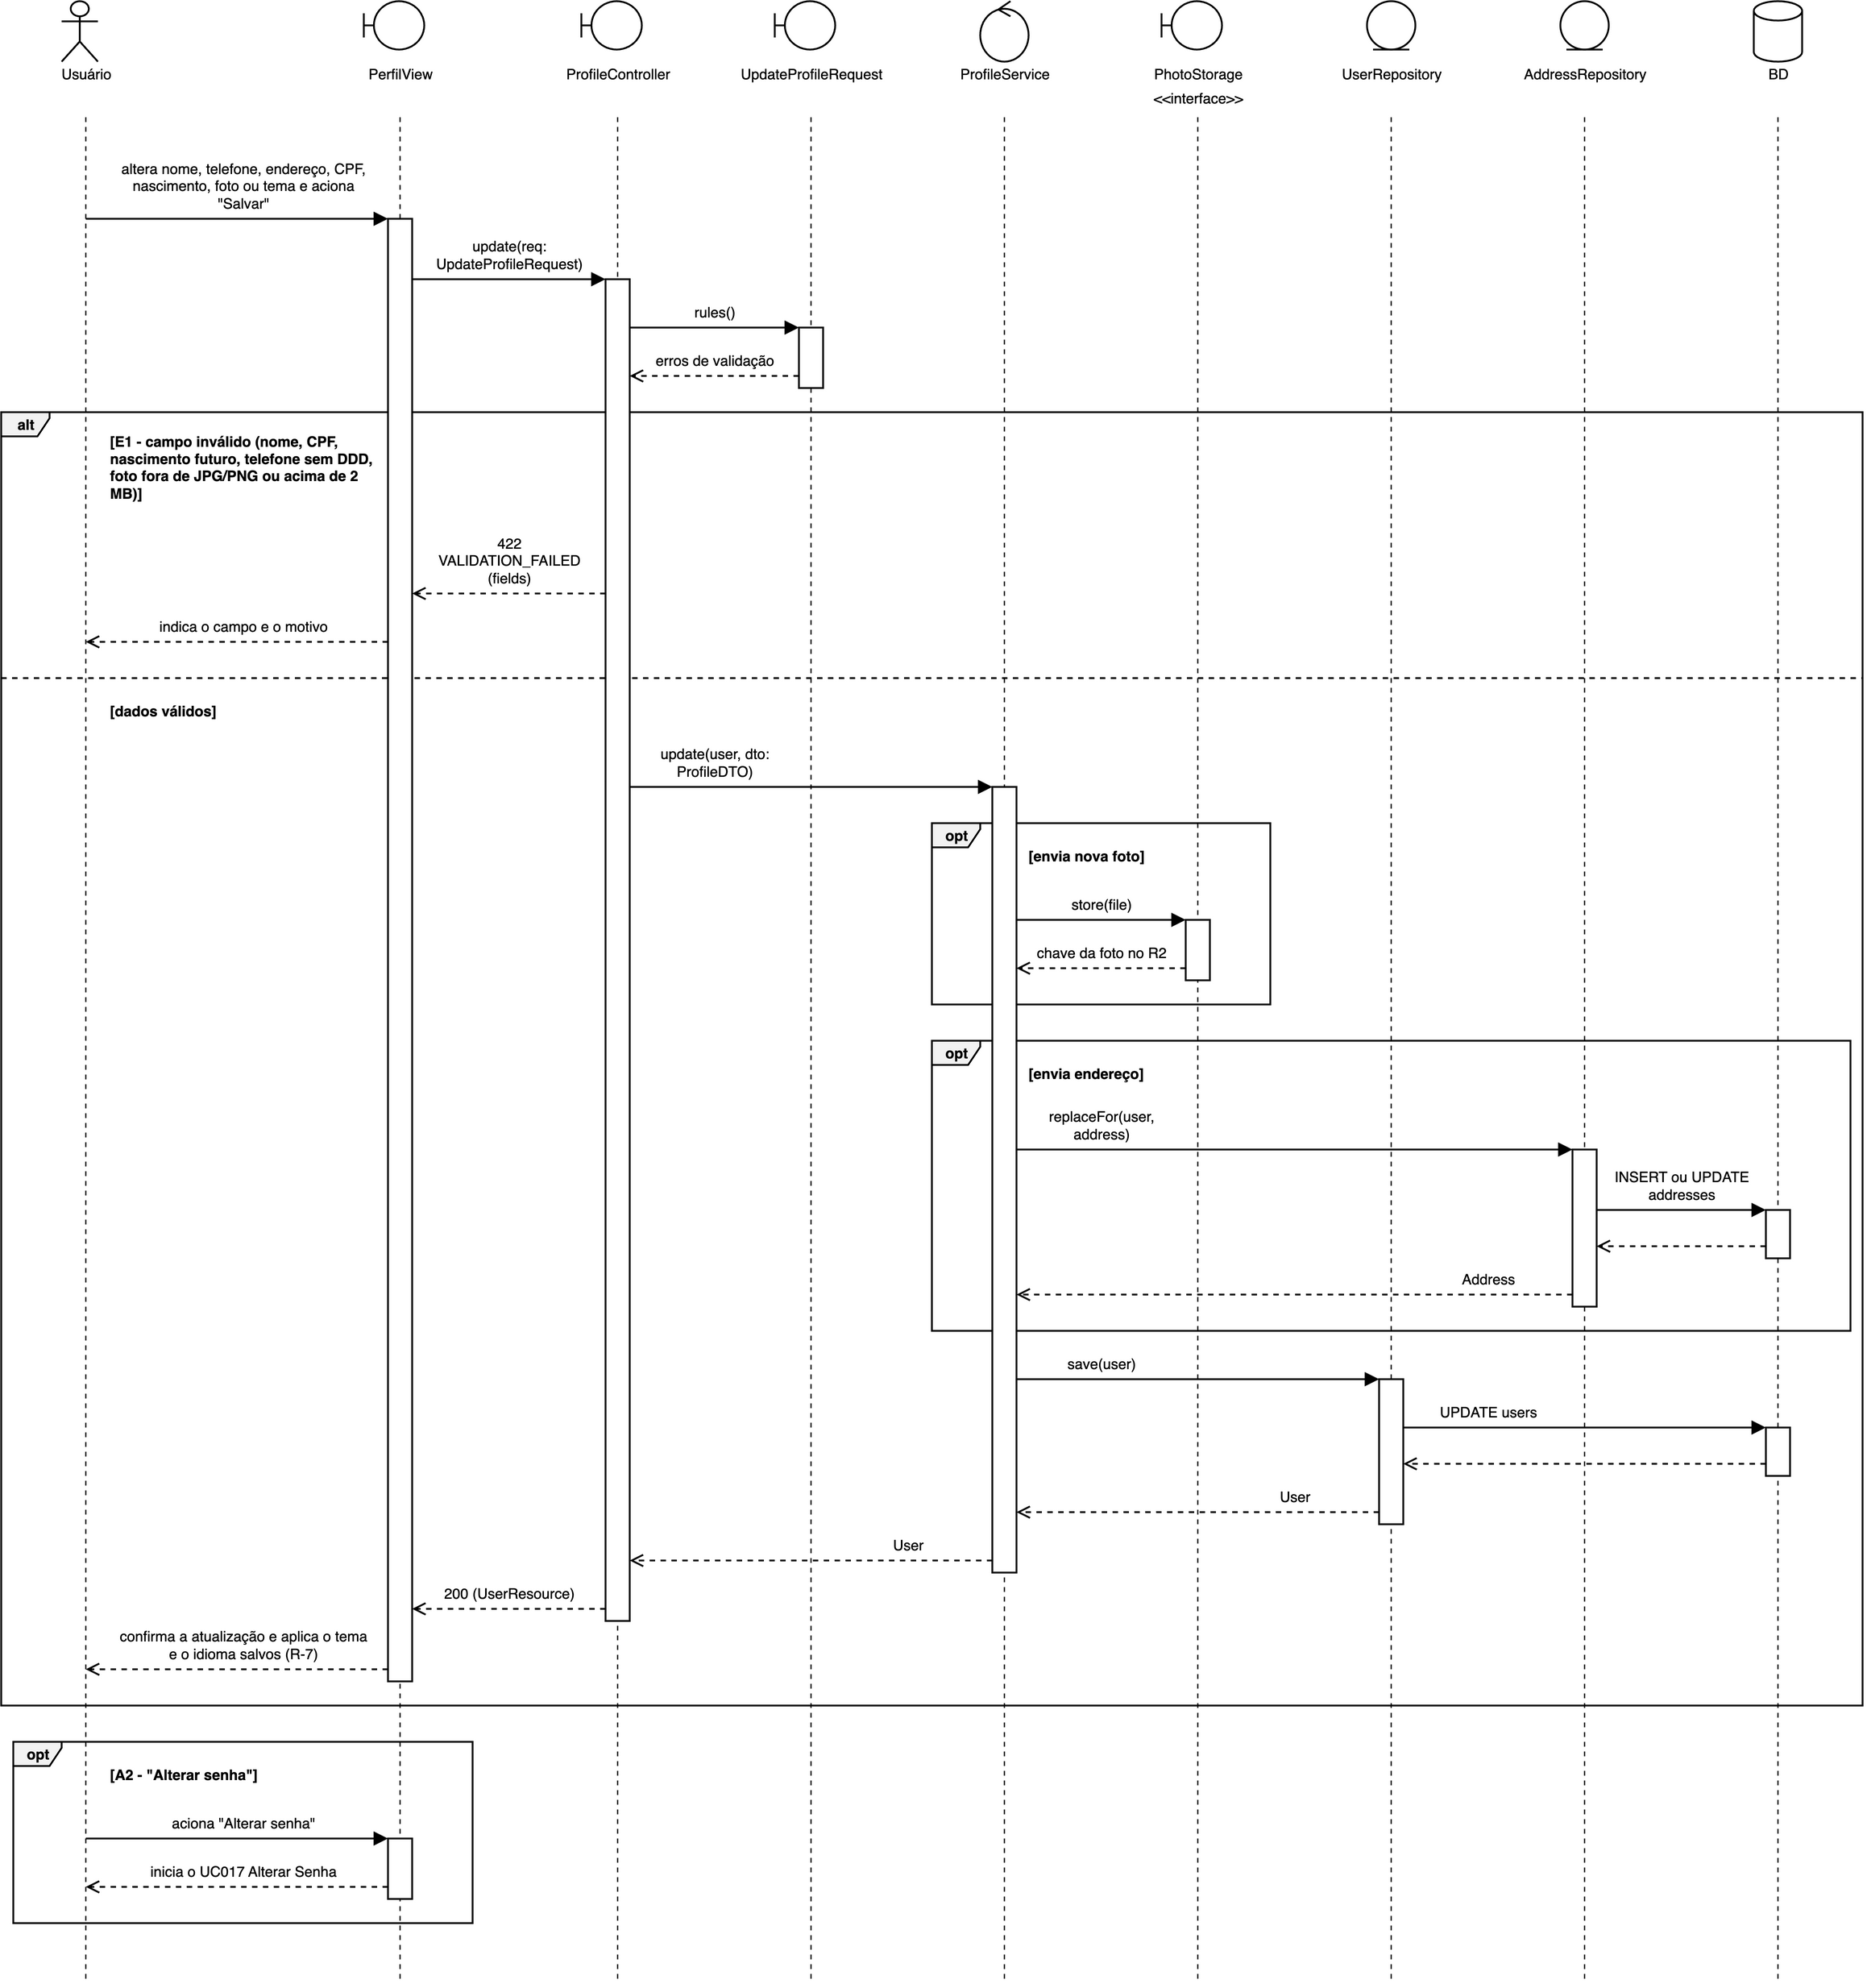 Usuário
PerfilView
ProfileController
UpdateProfileRequest
ProfileService
PhotoStorage
<<interface>>
UserRepository
AddressRepository
BD
altera nome, telefone, endereço, CPF,
nascimento, foto ou tema e aciona
"Salvar"
update(req:
UpdateProfileRequest)
rules()
erros de validação
alt
[E1 - campo inválido (nome, CPF,
nascimento futuro, telefone sem DDD,
foto fora de JPG/PNG ou acima de 2
MB)]
422
VALIDATION_FAILED
(fields)
indica o campo e o motivo
[dados válidos]
update(user, dto:
ProfileDTO)
opt
[envia nova foto]
store(file)
chave da foto no R2
opt
[envia endereço]
replaceFor(user,
address)
INSERT ou UPDATE
addresses
Address
save(user)
UPDATE users
User
User
200 (UserResource)
confirma a atualização e aplica o tema
e o idioma salvos (R-7)
opt
[A2 - "Alterar senha"]
aciona "Alterar senha"
inicia o UC017 Alterar Senha